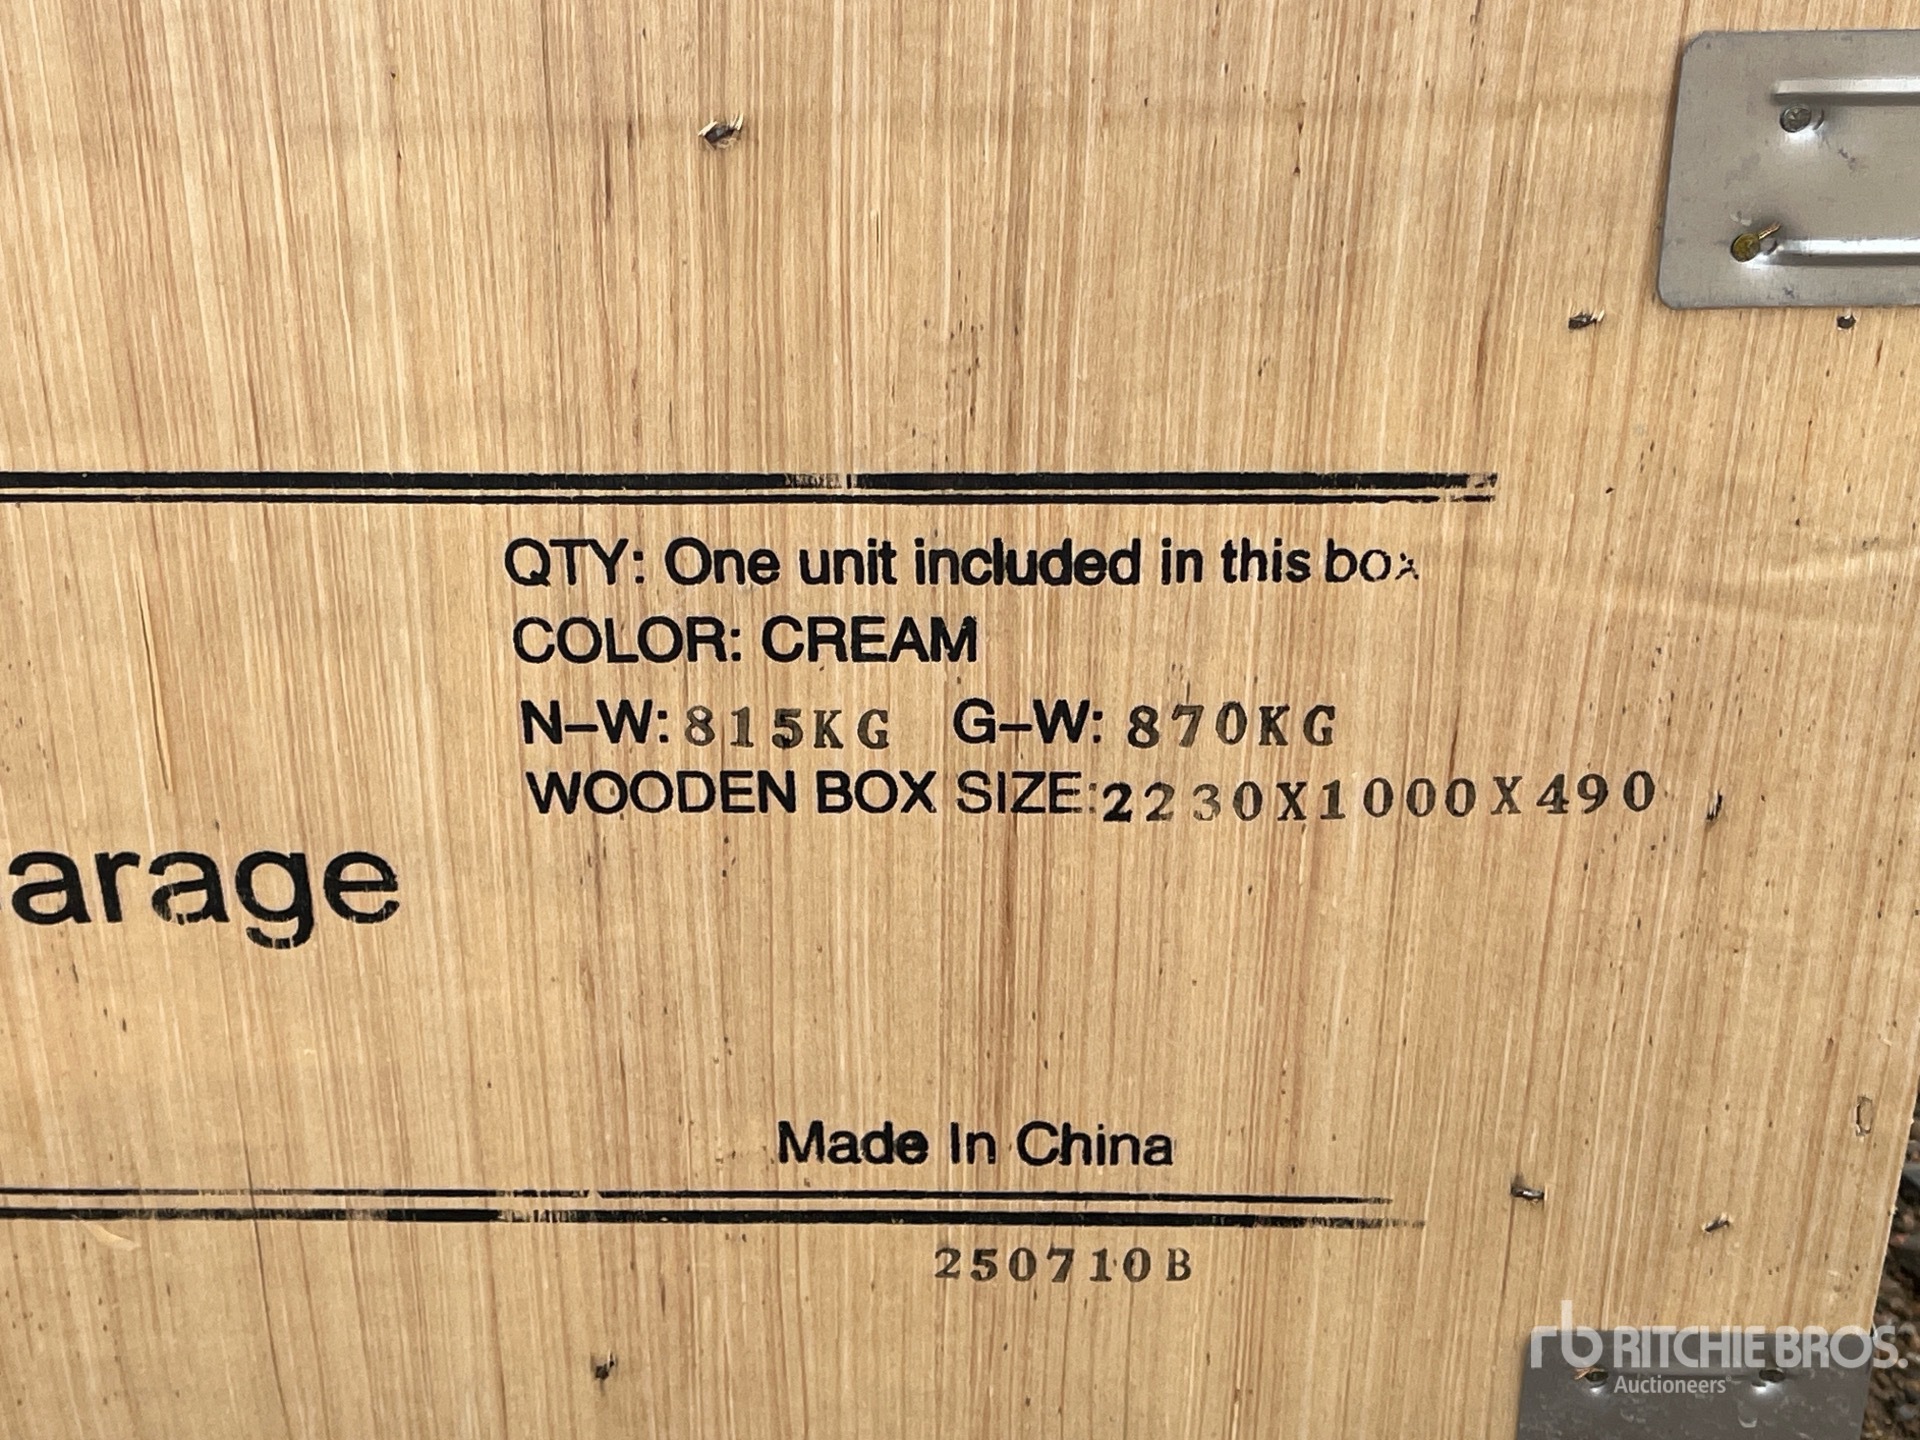 QTY: One unit included in this box
COLOR: CREAM
N-W: 815KG G-W: 870KG
WOODEN BOX SIZE: 2230X1000X490
arage
Made In China
250710B
rb RITCHIE BROS.
Auctioneers